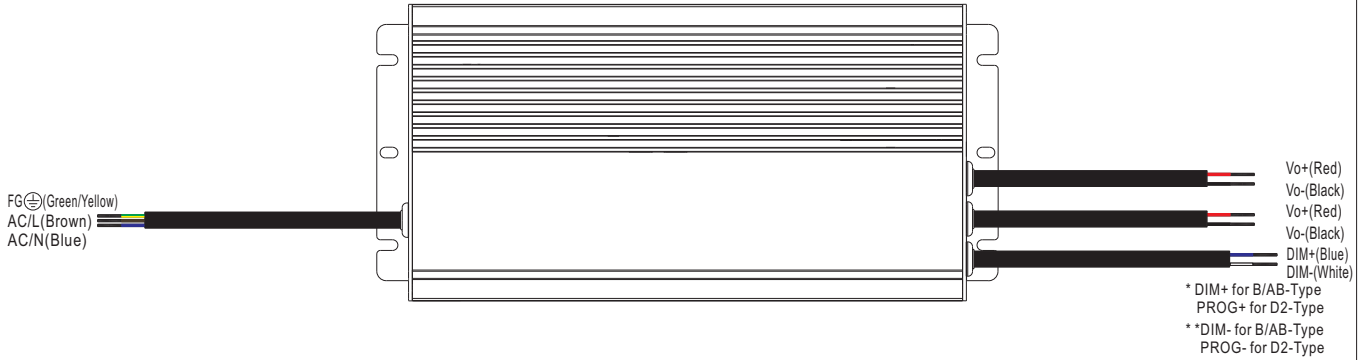 FG⏚(Green/Yellow)
AC/L(Brown)
AC/N(Blue)
Vo+(Red)
Vo-(Black)
Vo+(Red)
Vo-(Black)
DIM+(Blue)
DIM-(White)
* DIM+ for B/AB-Type
PROG+ for D2-Type
* *DIM- for B/AB-Type
PROG- for D2-Type